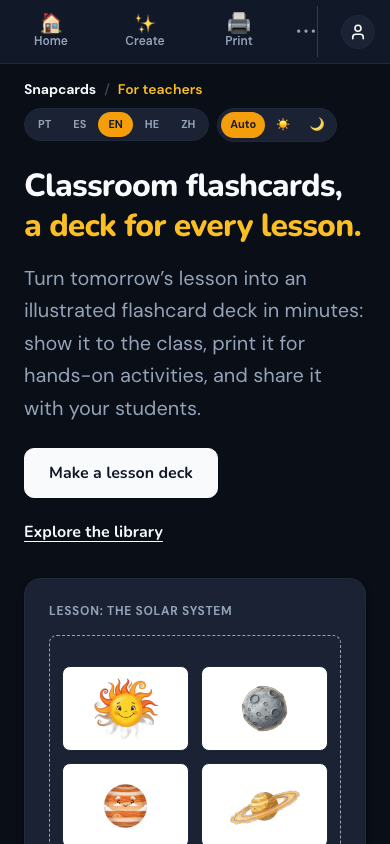 Home
Create
Print
Snapcards / For teachers
PT ES EN HE ZH
Auto
Classroom flashcards,
a deck for every lesson.
Turn tomorrow's lesson into an
illustrated flashcard deck in minutes:
show it to the class, print it for
hands-on activities, and share it
with your students.
Make a lesson deck
Explore the library
LESSON: THE SOLAR SYSTEM